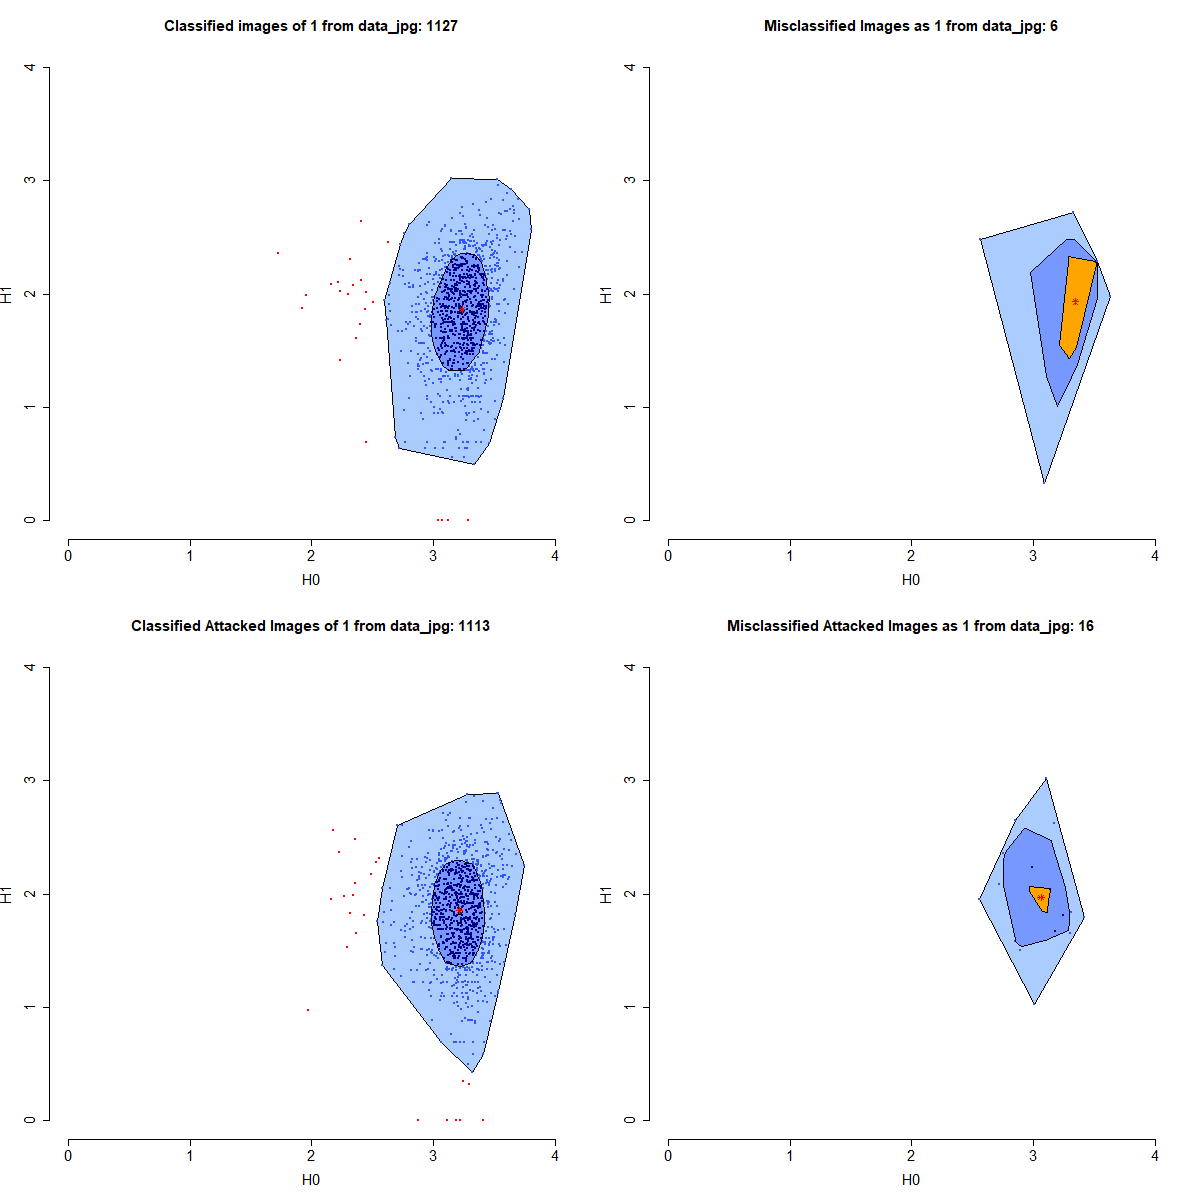 Classified images of 1 from data_jpg: 1127
4
3
2
1
0
H1
0 1 2 3 4
H0
Misclassified Images as 1 from data_jpg: 6
4
3
2
1
0
H1
0 1 2 3 4
H0
Classified Attacked Images of 1 from data_jpg: 1113
4
3
2
1
0
H1
0 1 2 3 4
H0
Misclassified Attacked Images as 1 from data_jpg: 16
4
3
2
1
0
H1
0 1 2 3 4
H0